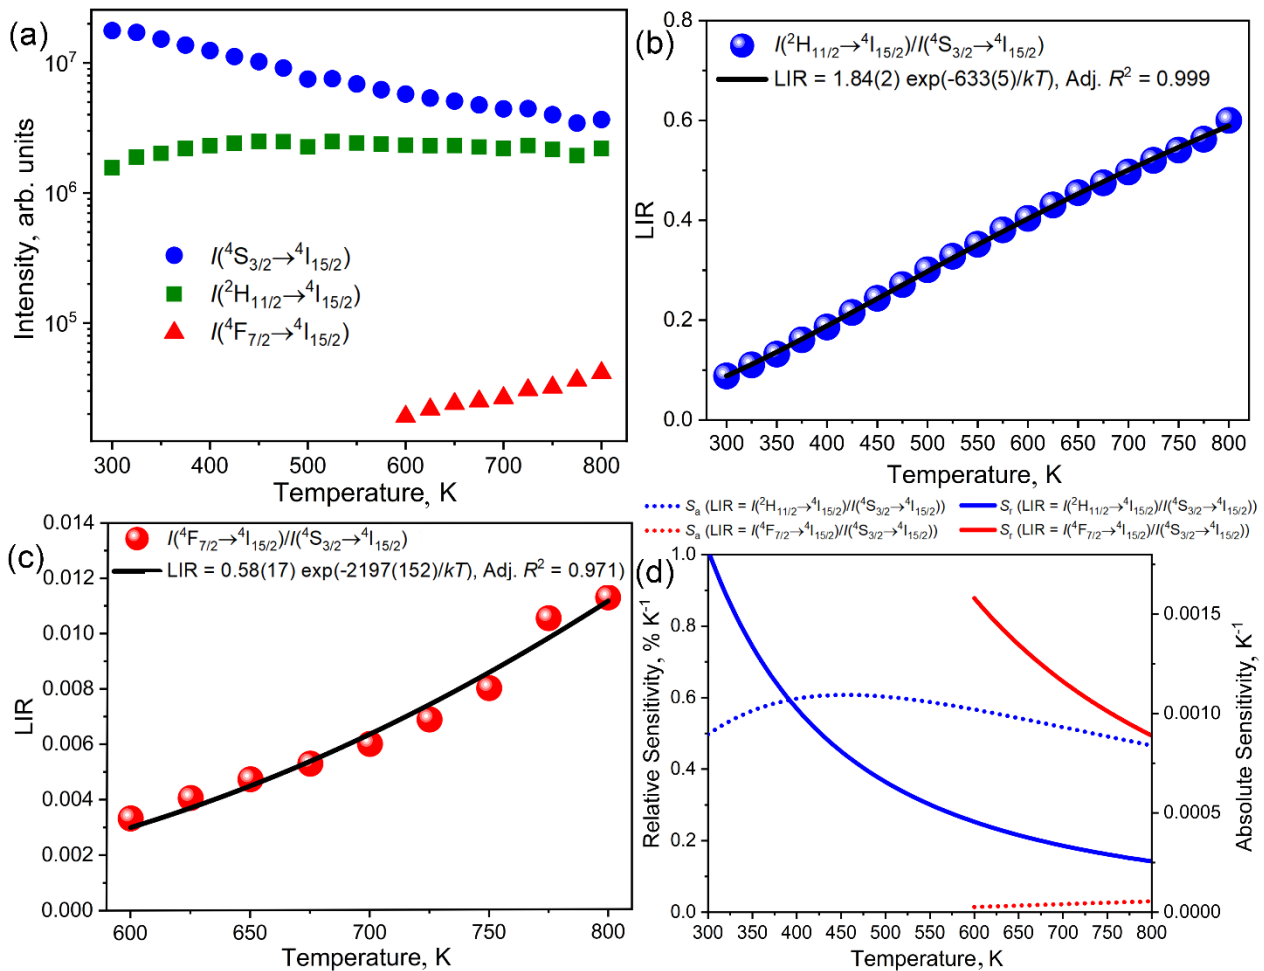 (a)
10⁷
10⁶
10⁵
Intensity, arb. units
I(⁴S₃/₂→⁴I₁₅/₂)
I(²H₁₁/₂→⁴I₁₅/₂)
I(⁴F₇/₂→⁴I₁₅/₂)
300 400 500 600 700 800
Temperature, K
(b)
0.8
0.6
0.4
0.2
0.0
LIR
I(²H₁₁/₂→⁴I₁₅/₂)/I(⁴S₃/₂→⁴I₁₅/₂)
LIR = 1.84(2) exp(-633(5)/kT), Adj. R² = 0.999
300 350 400 450 500 550 600 650 700 750 800
Temperature, K
(c)
0.014
0.012
0.010
0.008
0.006
0.004
0.002
0.000
LIR
I(⁴F₇/₂→⁴I₁₅/₂)/I(⁴S₃/₂→⁴I₁₅/₂)
LIR = 0.58(17) exp(-2197(152)/kT), Adj. R² = 0.971)
600 650 700 750 800
Temperature, K
Sₐ (LIR = I(²H₁₁/₂→⁴I₁₅/₂)/I(⁴S₃/₂→⁴I₁₅/₂)) Sᵣ (LIR = I(²H₁₁/₂→⁴I₁₅/₂)/I(⁴S₃/₂→⁴I₁₅/₂))
Sₐ (LIR = I(⁴F₇/₂→⁴I₁₅/₂)/I(⁴S₃/₂→⁴I₁₅/₂)) Sᵣ (LIR = I(⁴F₇/₂→⁴I₁₅/₂)/I(⁴S₃/₂→⁴I₁₅/₂))
(d)
1.0
0.8
0.6
0.4
0.2
0.0
Relative Sensitivity, % K⁻¹
0.0015
0.0010
0.0005
0.0000
Absolute Sensitivity, K⁻¹
300 350 400 450 500 550 600 650 700 750 800
Temperature, K